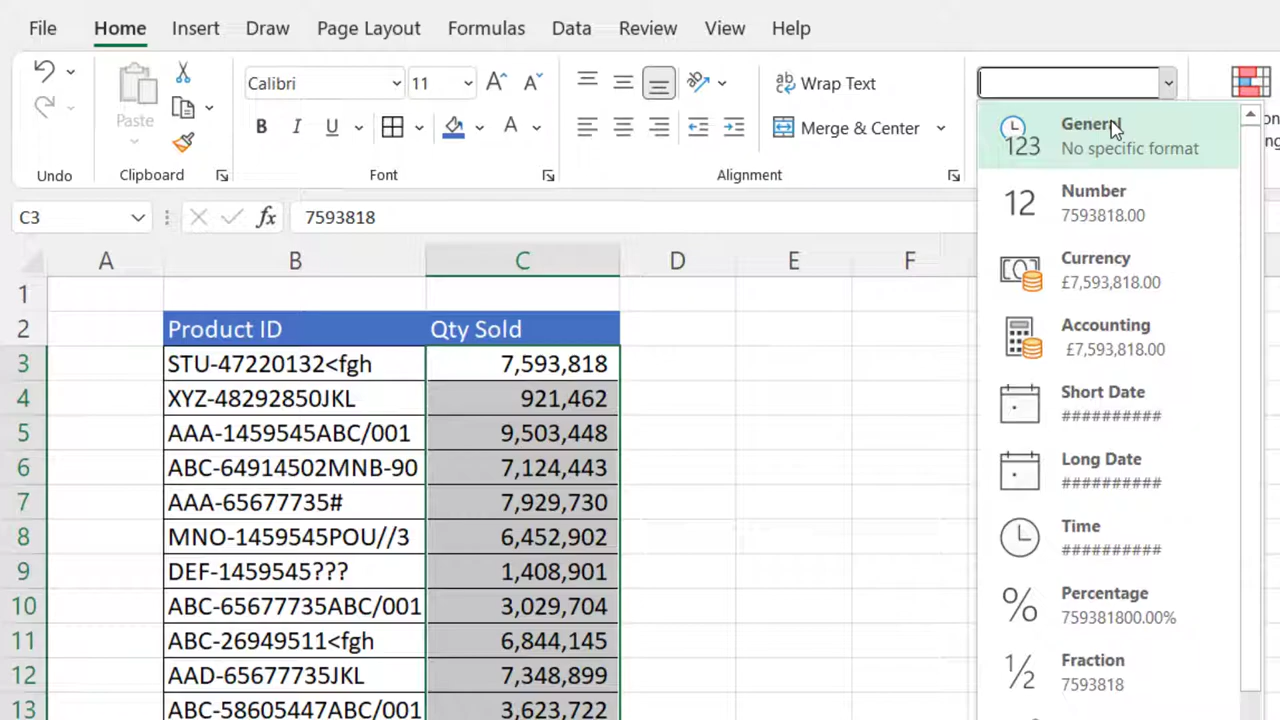 File Home Insert Draw Page Layout Formulas Data Review View Help
Calibri 11 A A ab Wrap Text
Paste B I U A Merge & Center
Undo Clipboard Font Alignment
C3 fx 7593818
A B C D E F
1
2 Product ID Qty Sold
3 STU-47220132<fgh 7,593,818
4 XYZ-48292850JKL 921,462
5 AAA-1459545ABC/001 9,503,448
6 ABC-64914502MNB-90 7,124,443
7 AAA-65677735# 7,929,730
8 MNO-1459545POU//3 6,452,902
9 DEF-1459545??? 1,408,901
10 ABC-65677735ABC/001 3,029,704
11 ABC-26949511<fgh 6,844,145
12 AAD-65677735JKL 7,348,899
13 ABC-58605447ABC/001 3,623,722
123 General
No specific format
12 Number
7593818.00
Currency
£7,593,818.00
Accounting
£7,593,818.00
Short Date
##########
Long Date
##########
Time
##########
% Percentage
759381800.00%
½ Fraction
7593818